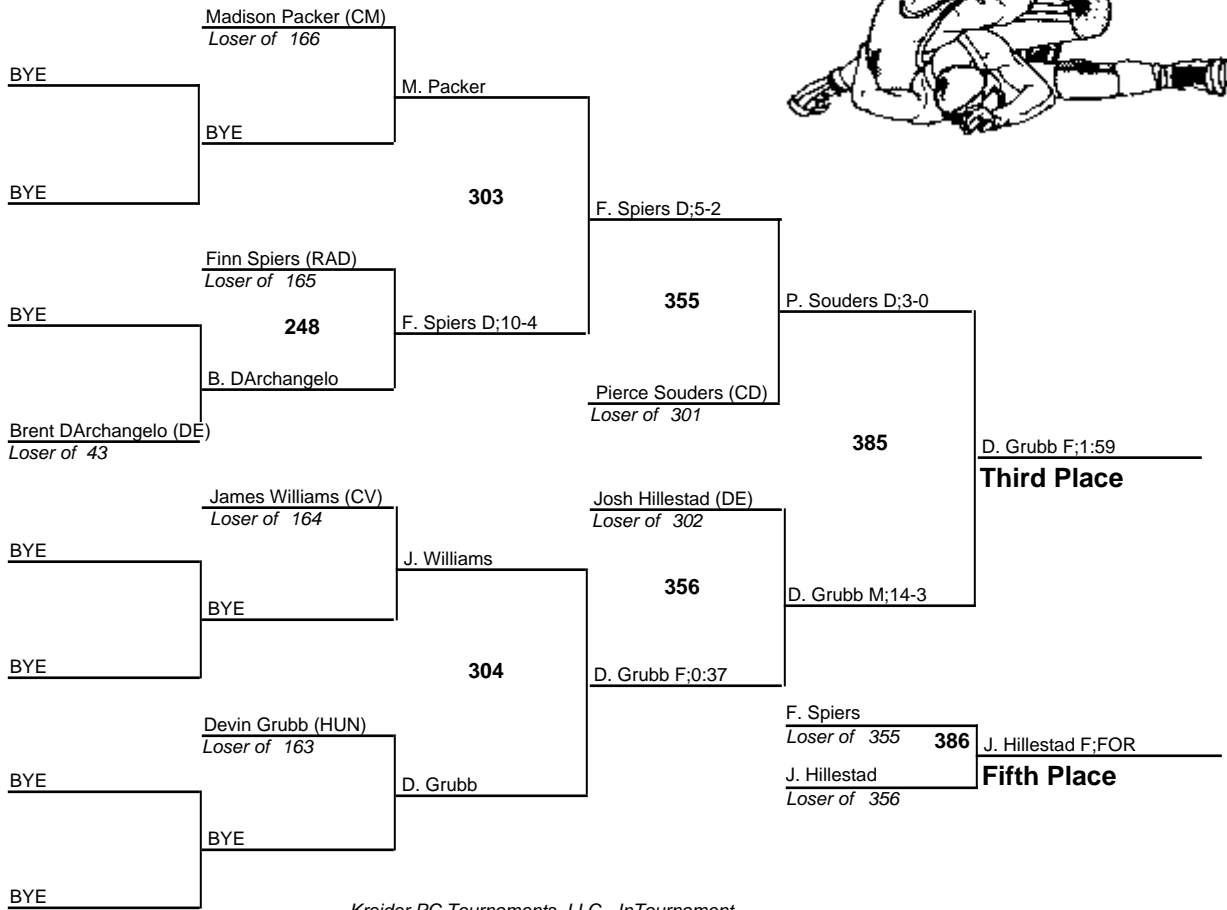 Madison Packer (CM)
Loser of 166
BYE
M. Packer
BYE
BYE
303
F. Spiers D;5-2
Finn Spiers (RAD)
Loser of 165
355
P. Souders D;3-0
BYE
248
F. Spiers D;10-4
B. DArchangelo
Pierce Souders (CD)
Loser of 301
Brent DArchangelo (DE)
Loser of 43
385
D. Grubb F;1:59
Third Place
James Williams (CV)
Loser of 164
Josh Hillestad (DE)
Loser of 302
BYE
J. Williams
356
D. Grubb M;14-3
BYE
BYE
304
D. Grubb F;0:37
Devin Grubb (HUN)
Loser of 163
F. Spiers
Loser of 355
386
J. Hillestad F;FOR
Fifth Place
J. Hillestad
Loser of 356
BYE
D. Grubb
BYE
BYE